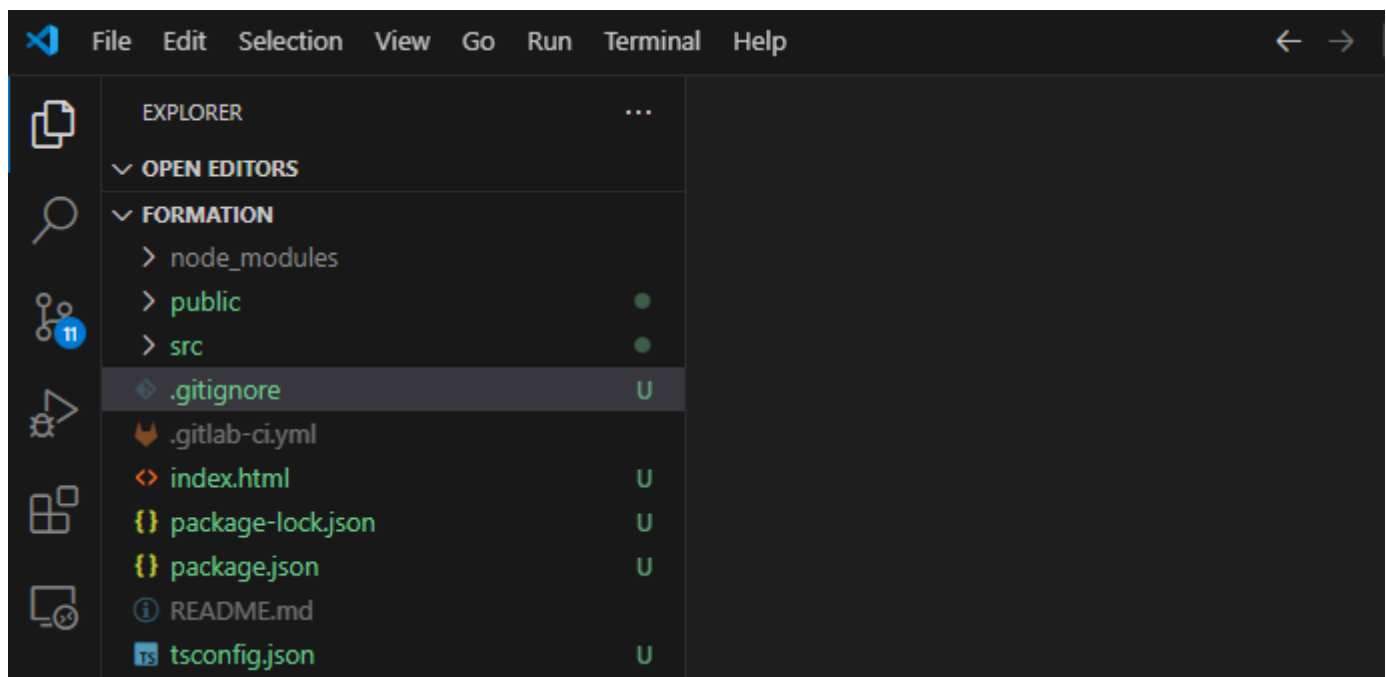 File Edit Selection View Go Run Terminal Help
EXPLORER
OPEN EDITORS
FORMATION
node_modules
public
src
11
.gitignore U
.gitlab-ci.yml
index.html U
{} package-lock.json U
{} package.json U
README.md
TS tsconfig.json U